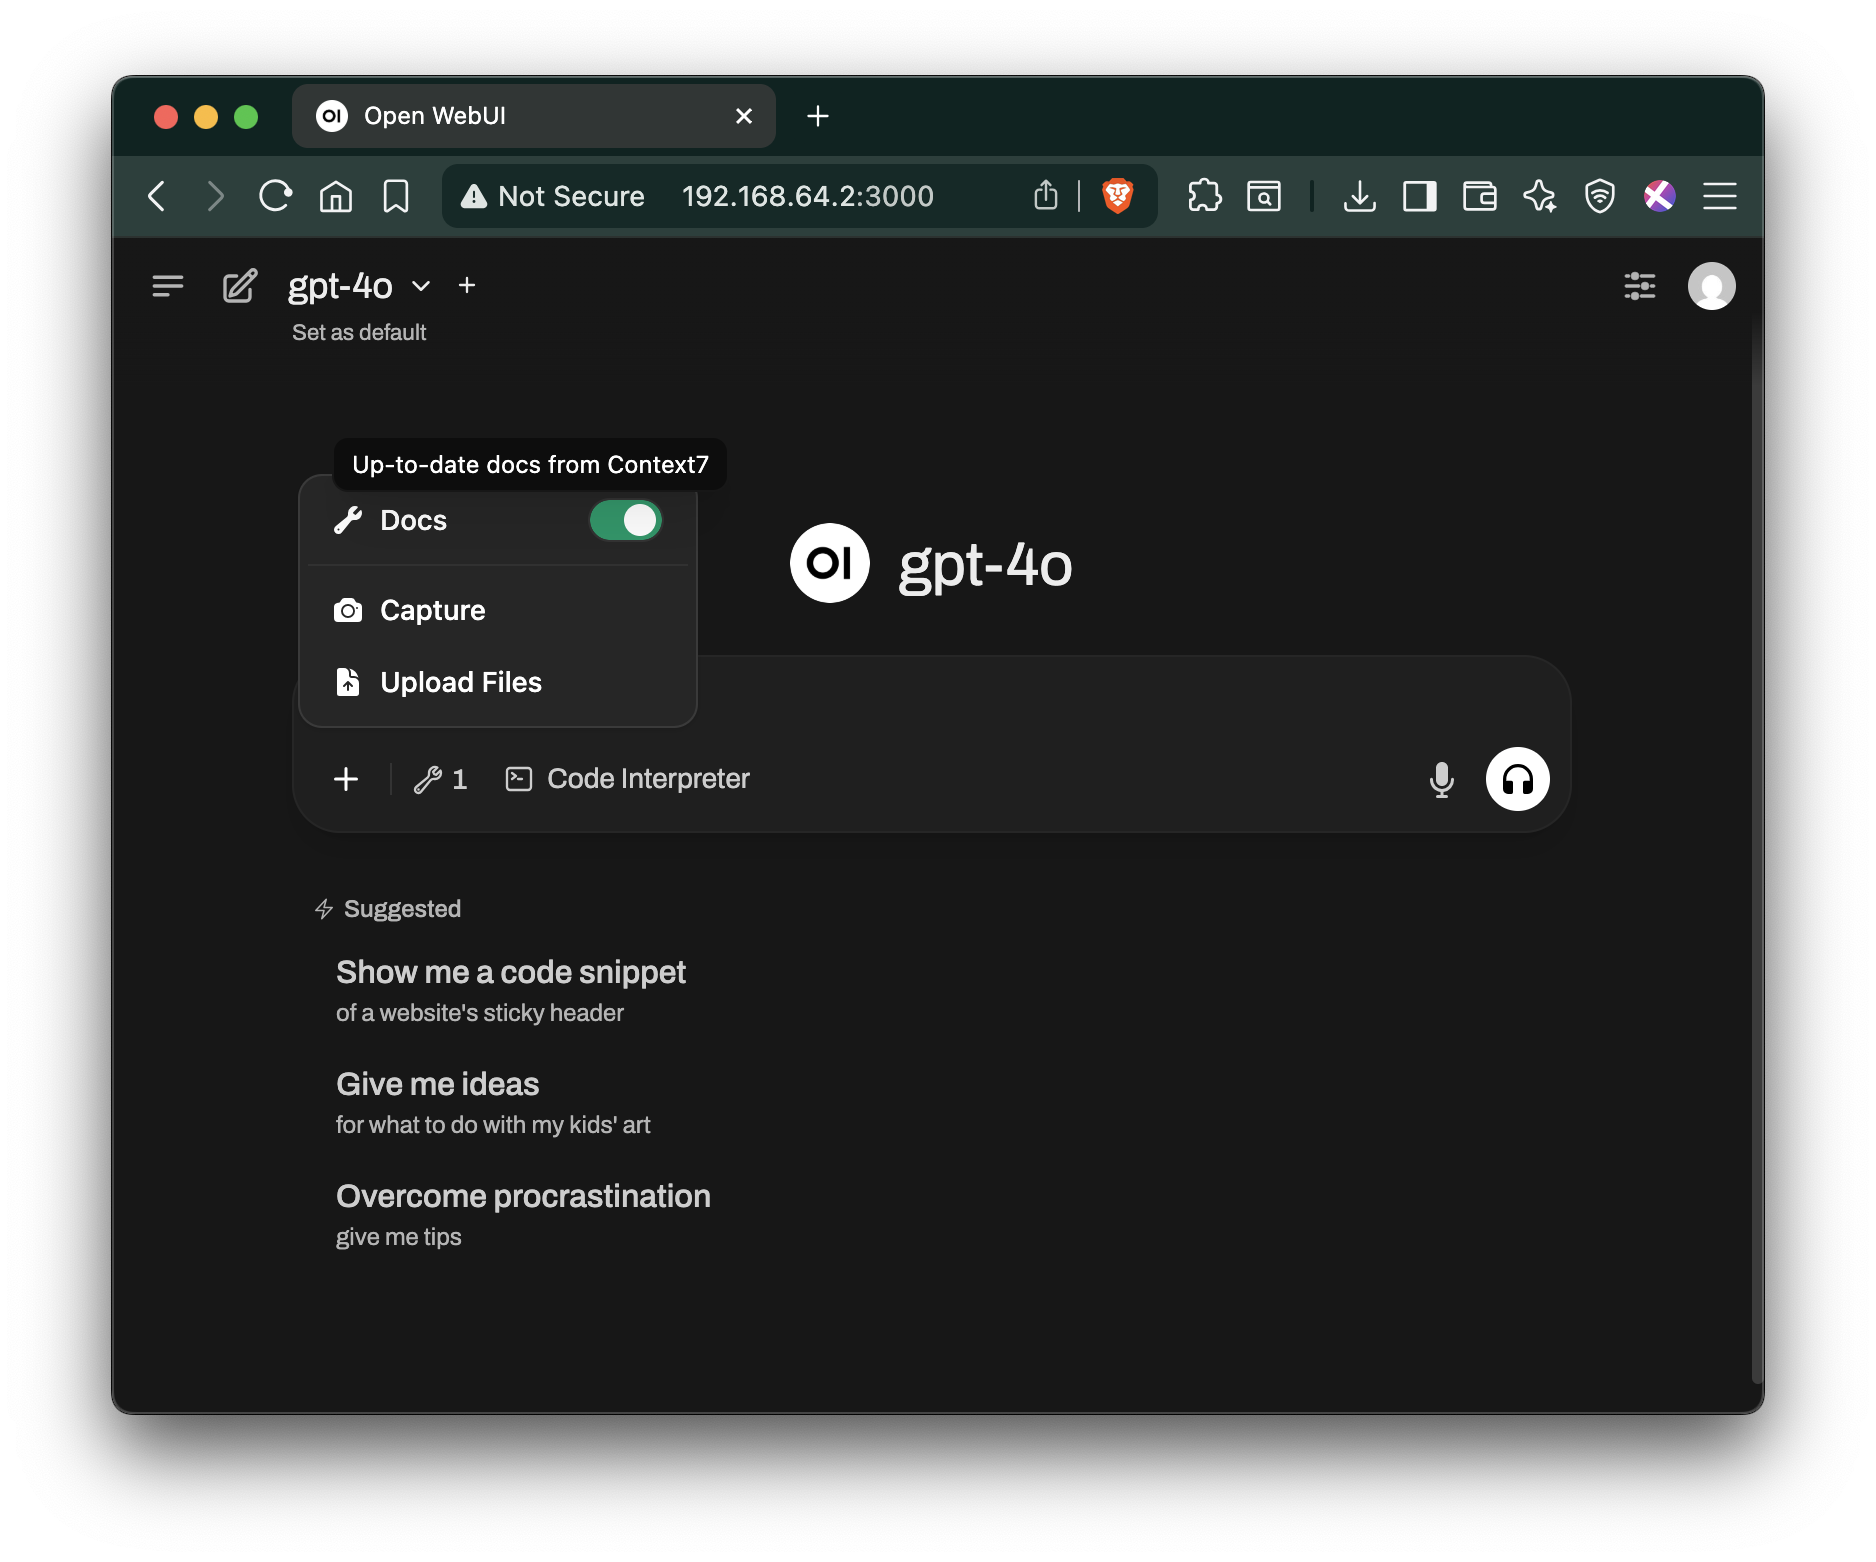 Open WebUI
Not Secure 192.168.64.2:3000
gpt-4o
Set as default
Up-to-date docs from Context7
Docs
OI gpt-4o
Capture
Upload Files
1 Code Interpreter
Suggested
Show me a code snippet
of a website's sticky header
Give me ideas
for what to do with my kids' art
Overcome procrastination
give me tips